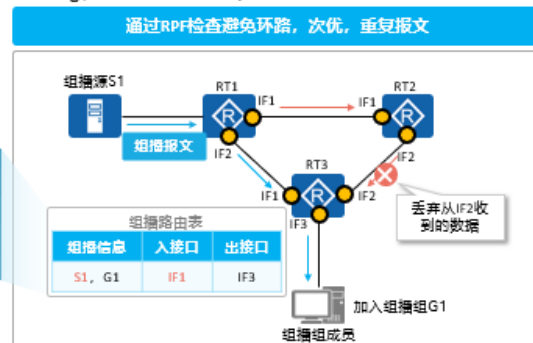 通过RPF检查避免环路，次优，重复报文
组播源S1
RT1
RT2
IF1
IF1
组播报文
IF2
IF2
RT3
IF1
IF2
IF3
丢弃从IF2收
到的数据
组播路由表
组播信息 入接口 出接口
S1，G1 IF1 IF3
加入组播组G1
组播组成员